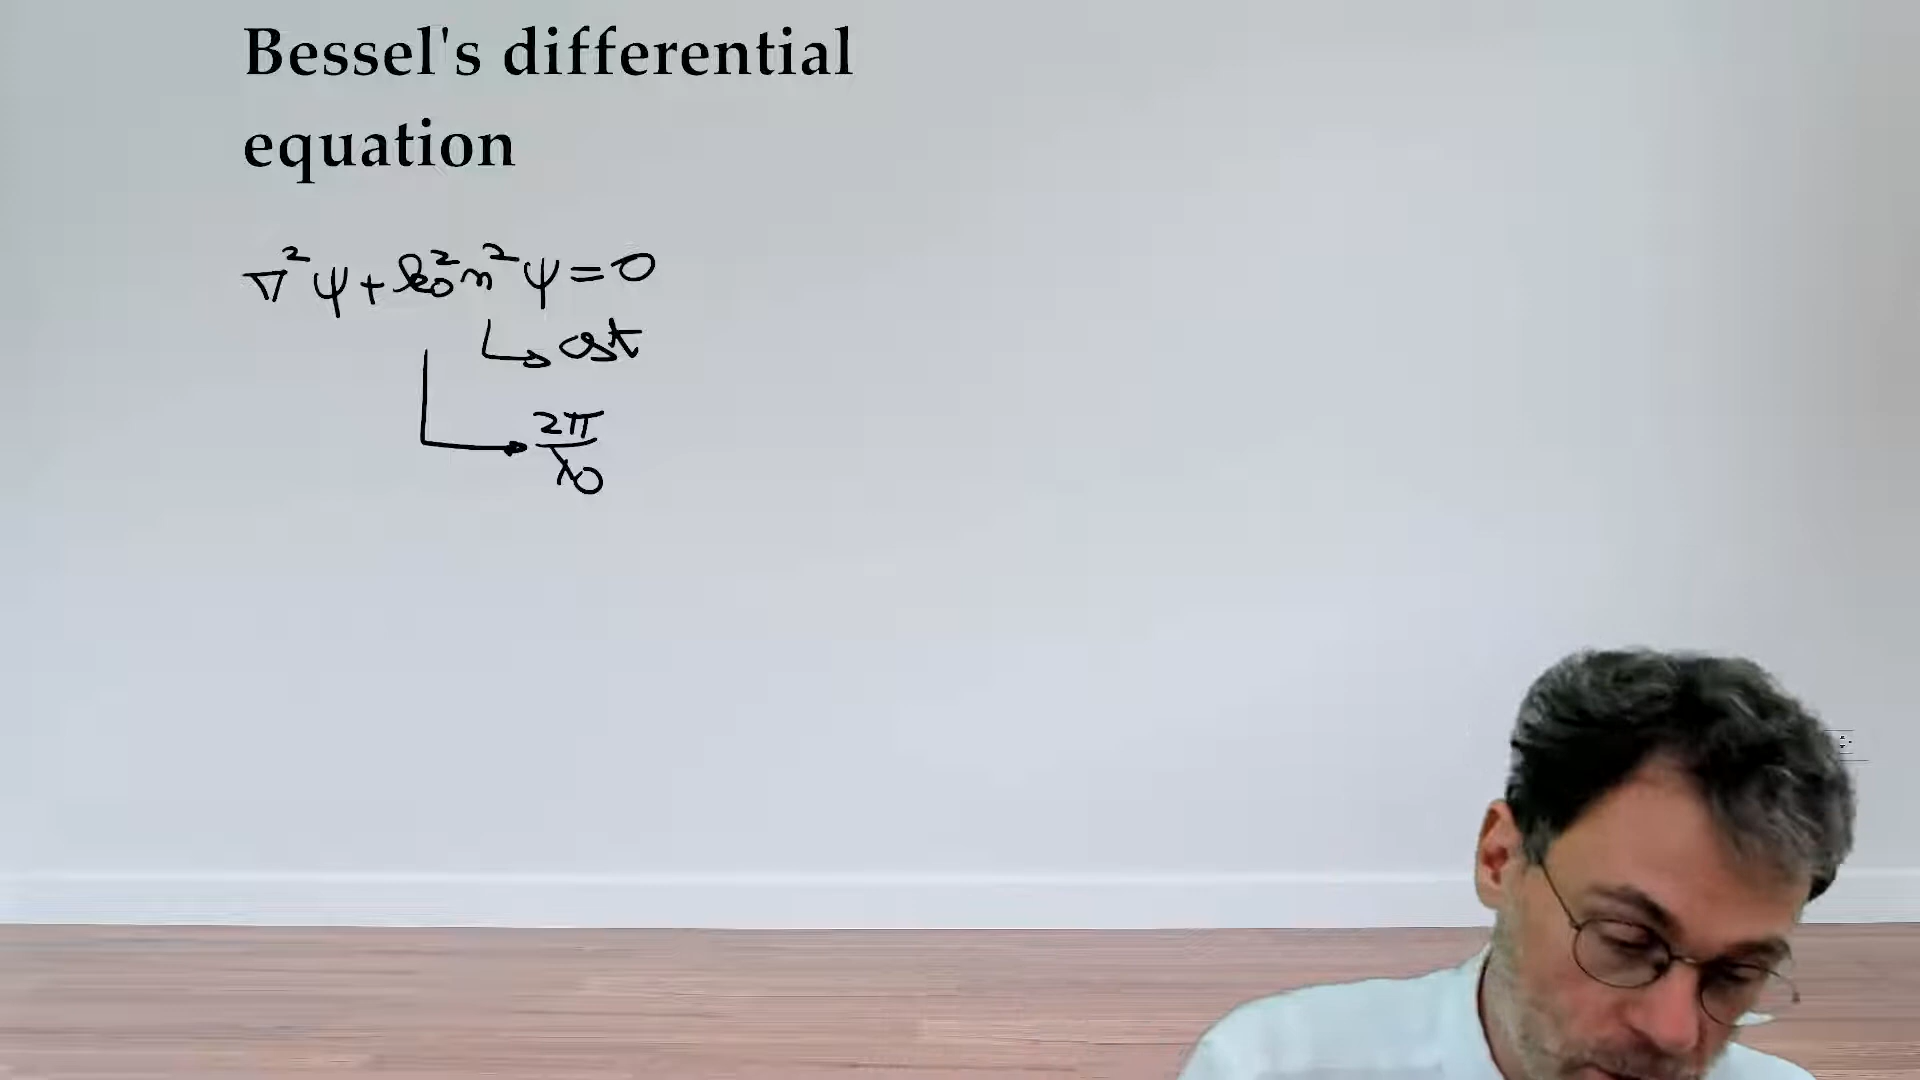 Bessel's differential
equation
∇²ψ+k₀²n²ψ=0
↳ cst
↳ 2π/λ₀